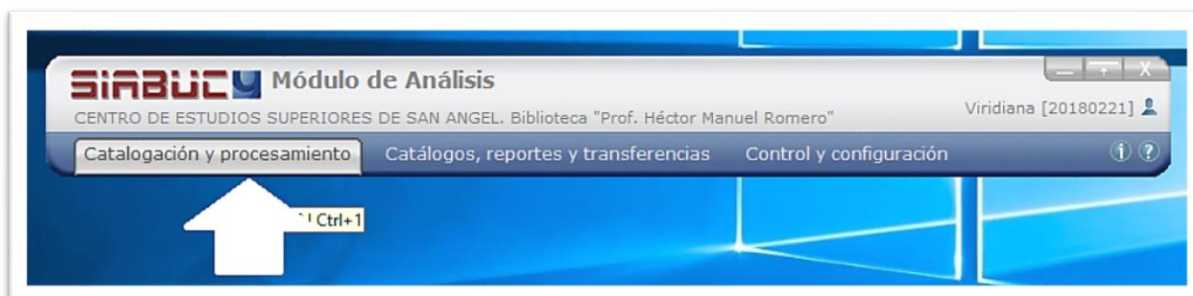 SIABUC Módulo de Análisis
CENTRO DE ESTUDIOS SUPERIORES DE SAN ANGEL. Biblioteca "Prof. Héctor Manuel Romero"
Viridiana [20180221]
Catalogación y procesamiento Catálogos, reportes y transferencias Control y configuración
Ctrl+1